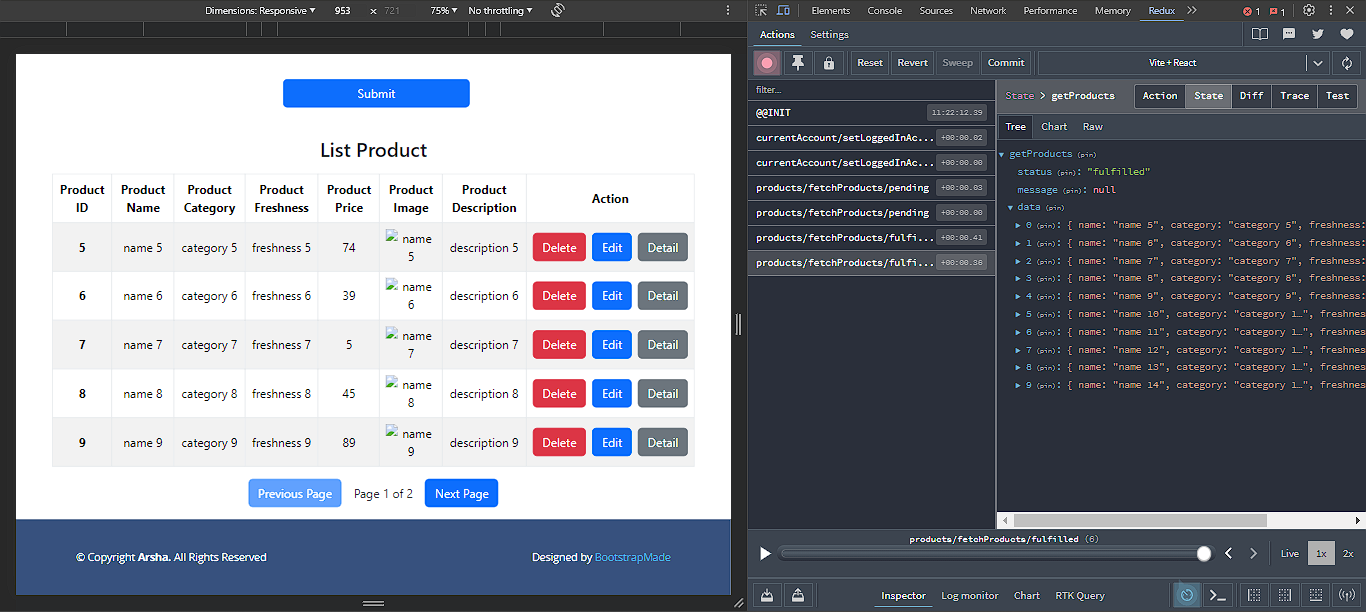 Dimensions: Responsive 953 × 721 75% No throttling
Elements Console Sources Network Performance Memory Redux 1 1
Actions Settings
Reset Revert Sweep Commit Vite + React
filter...
@@INIT 11:22:12.39
currentAccount/setLoggedInAc... +00:00.02
currentAccount/setLoggedInAc... +00:00.00
products/fetchProducts/pending +00:00.03
products/fetchProducts/pending +00:00.00
products/fetchProducts/fulfi... +00:00.41
products/fetchProducts/fulfi... +00:00.36
State getProducts Action State Diff Trace Test
Tree Chart Raw
getProducts (pin)
status (pin): "fulfilled"
message (pin): null
data (pin)
0 (pin): { name: "name 5", category: "category 5", freshness:
1 (pin): { name: "name 6", category: "category 6", freshness:
2 (pin): { name: "name 7", category: "category 7", freshness:
3 (pin): { name: "name 8", category: "category 8", freshness:
4 (pin): { name: "name 9", category: "category 9", freshness:
5 (pin): { name: "name 10", category: "category 1…", freshness
6 (pin): { name: "name 11", category: "category 1…", freshness
7 (pin): { name: "name 12", category: "category 1…", freshness
8 (pin): { name: "name 13", category: "category 1…", freshness
9 (pin): { name: "name 14", category: "category 1…", freshness
Submit
List Product
Product ID Product Name Product Category Product Freshness Product Price Product Image Product Description Action
5 name 5 category 5 freshness 5 74 name 5 description 5 Delete Edit Detail
6 name 6 category 6 freshness 6 39 name 6 description 6 Delete Edit Detail
7 name 7 category 7 freshness 7 5 name 7 description 7 Delete Edit Detail
8 name 8 category 8 freshness 8 45 name 8 description 8 Delete Edit Detail
9 name 9 category 9 freshness 9 89 name 9 description 9 Delete Edit Detail
Previous Page Page 1 of 2 Next Page
© Copyright Arsha. All Rights Reserved Designed by BootstrapMade
products/fetchProducts/fulfilled (6)
Live 1x 2x
Inspector Log monitor Chart RTK Query